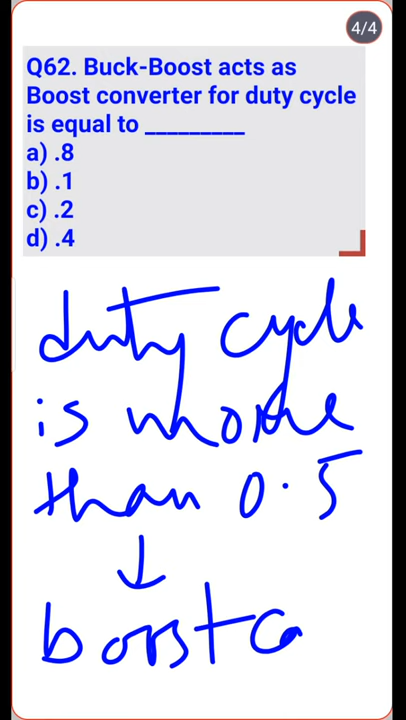 4/4
Q62. Buck-Boost acts as
Boost converter for duty cycle
is equal to _________
a) .8
b) .1
c) .2
d) .4
duty cycle
is more
than 0.5
↓
boost co